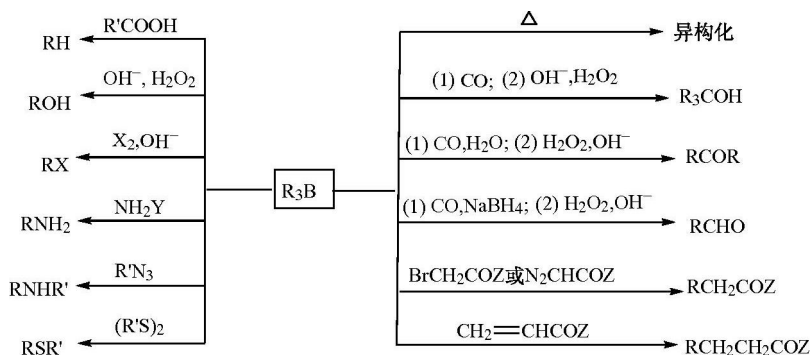 R'COOH
RH
OH⁻, H₂O₂
ROH
X₂,OH⁻
RX
NH₂Y
RNH₂
R'N₃
RNHR'
(R'S)₂
RSR'
R₃B
△
异构化
(1) CO; (2) OH⁻,H₂O₂
R₃COH
(1) CO,H₂O; (2) H₂O₂,OH⁻
RCOR
(1) CO,NaBH4; (2) H₂O₂,OH⁻
RCHO
BrCH₂COZ或N₂CHCOZ
RCH₂COZ
CH₂=CHCOZ
RCH₂CH₂COZ